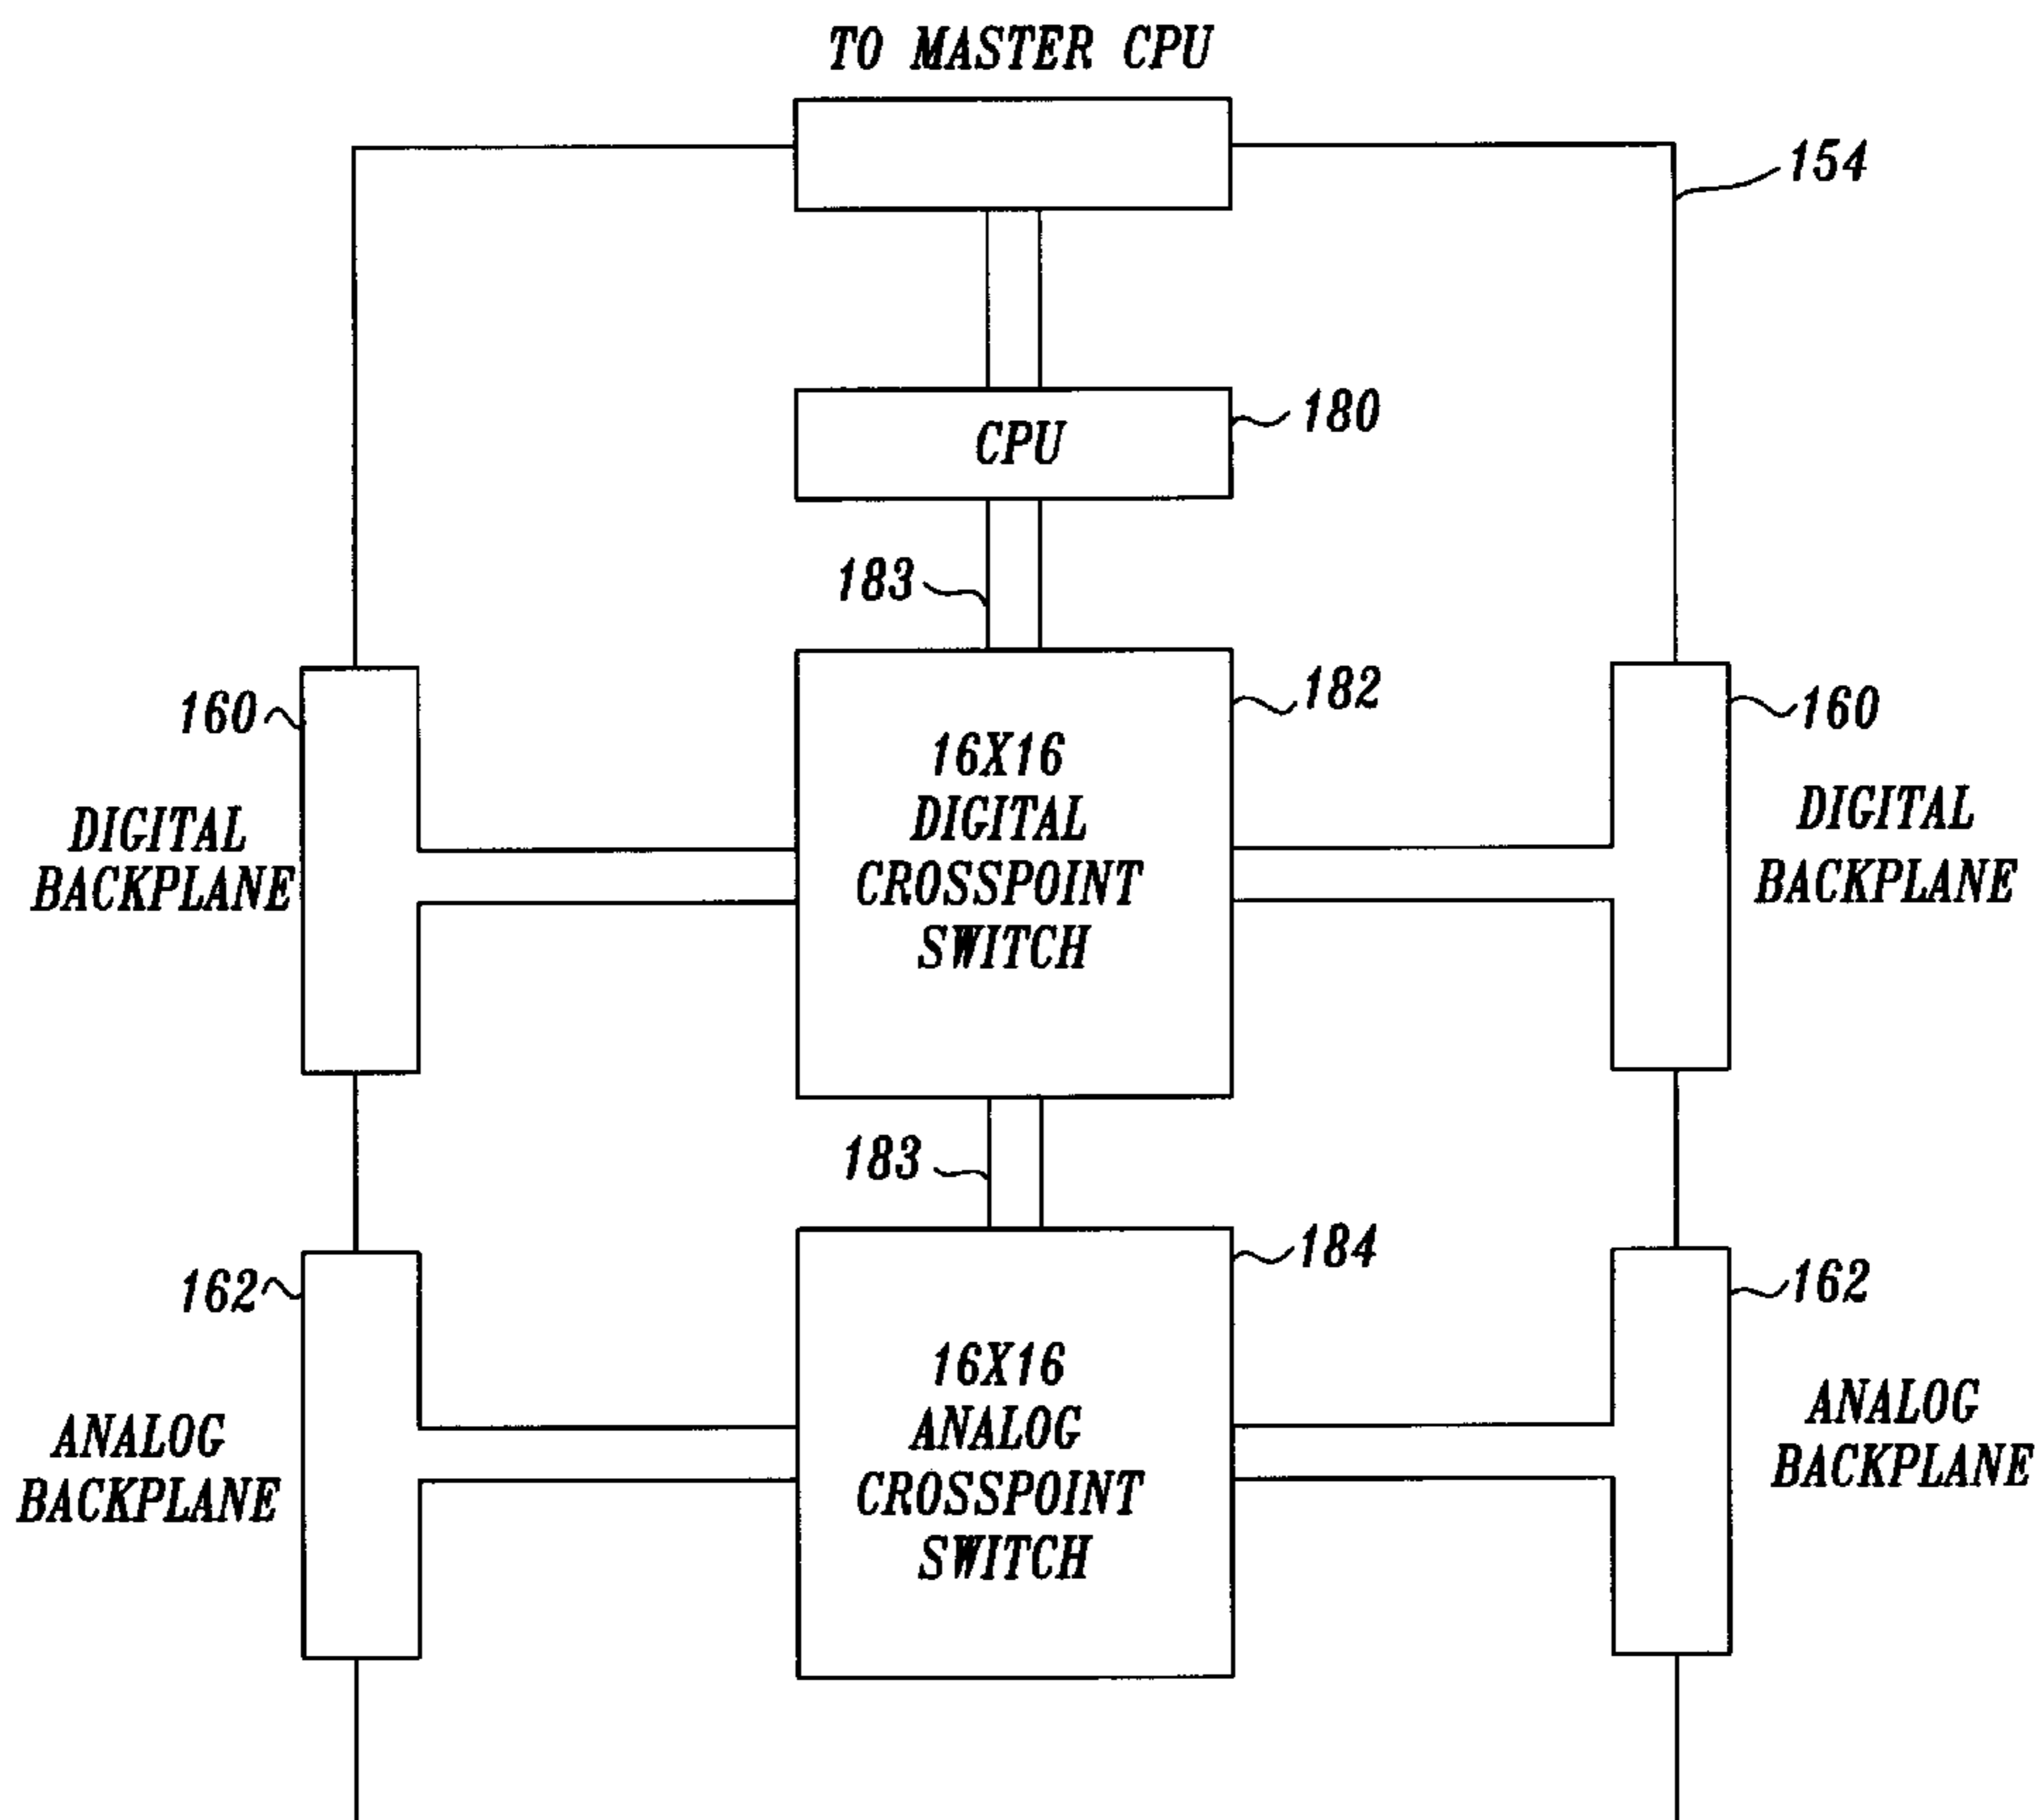 TO MASTER CPU
154
CPU
180
183
182
160
160
16X16
DIGITAL
CROSSPOINT
SWITCH
DIGITAL
BACKPLANE
DIGITAL
BACKPLANE
183
184
162
162
16X16
ANALOG
CROSSPOINT
SWITCH
ANALOG
BACKPLANE
ANALOG
BACKPLANE